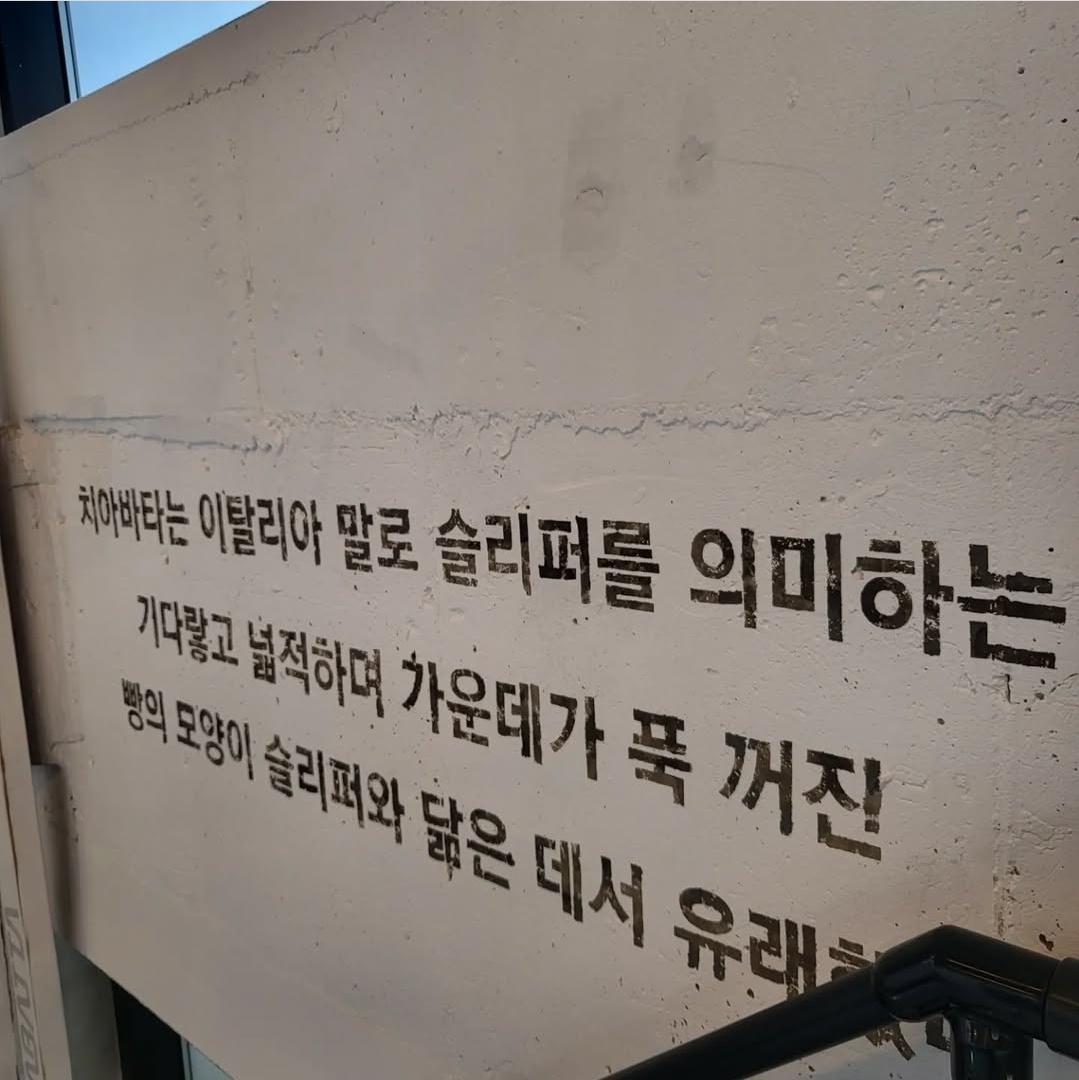 치아바타는 이탈리아 말로 슬리퍼를 의미하는
기다랗고 넓적하며 가운데가 푹 꺼진
빵의 모양이 슬리퍼와 닮은 데서